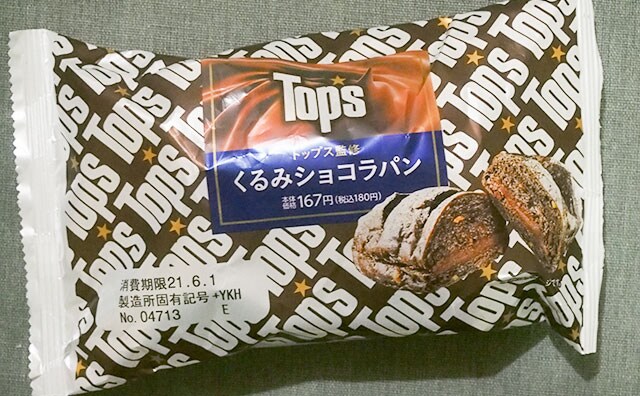 Tops
トップス監修
くるみショコラパン
本体価格167円(税込180円)
消費期限21.6.1
製造所固有記号+YKH
No.04713 E